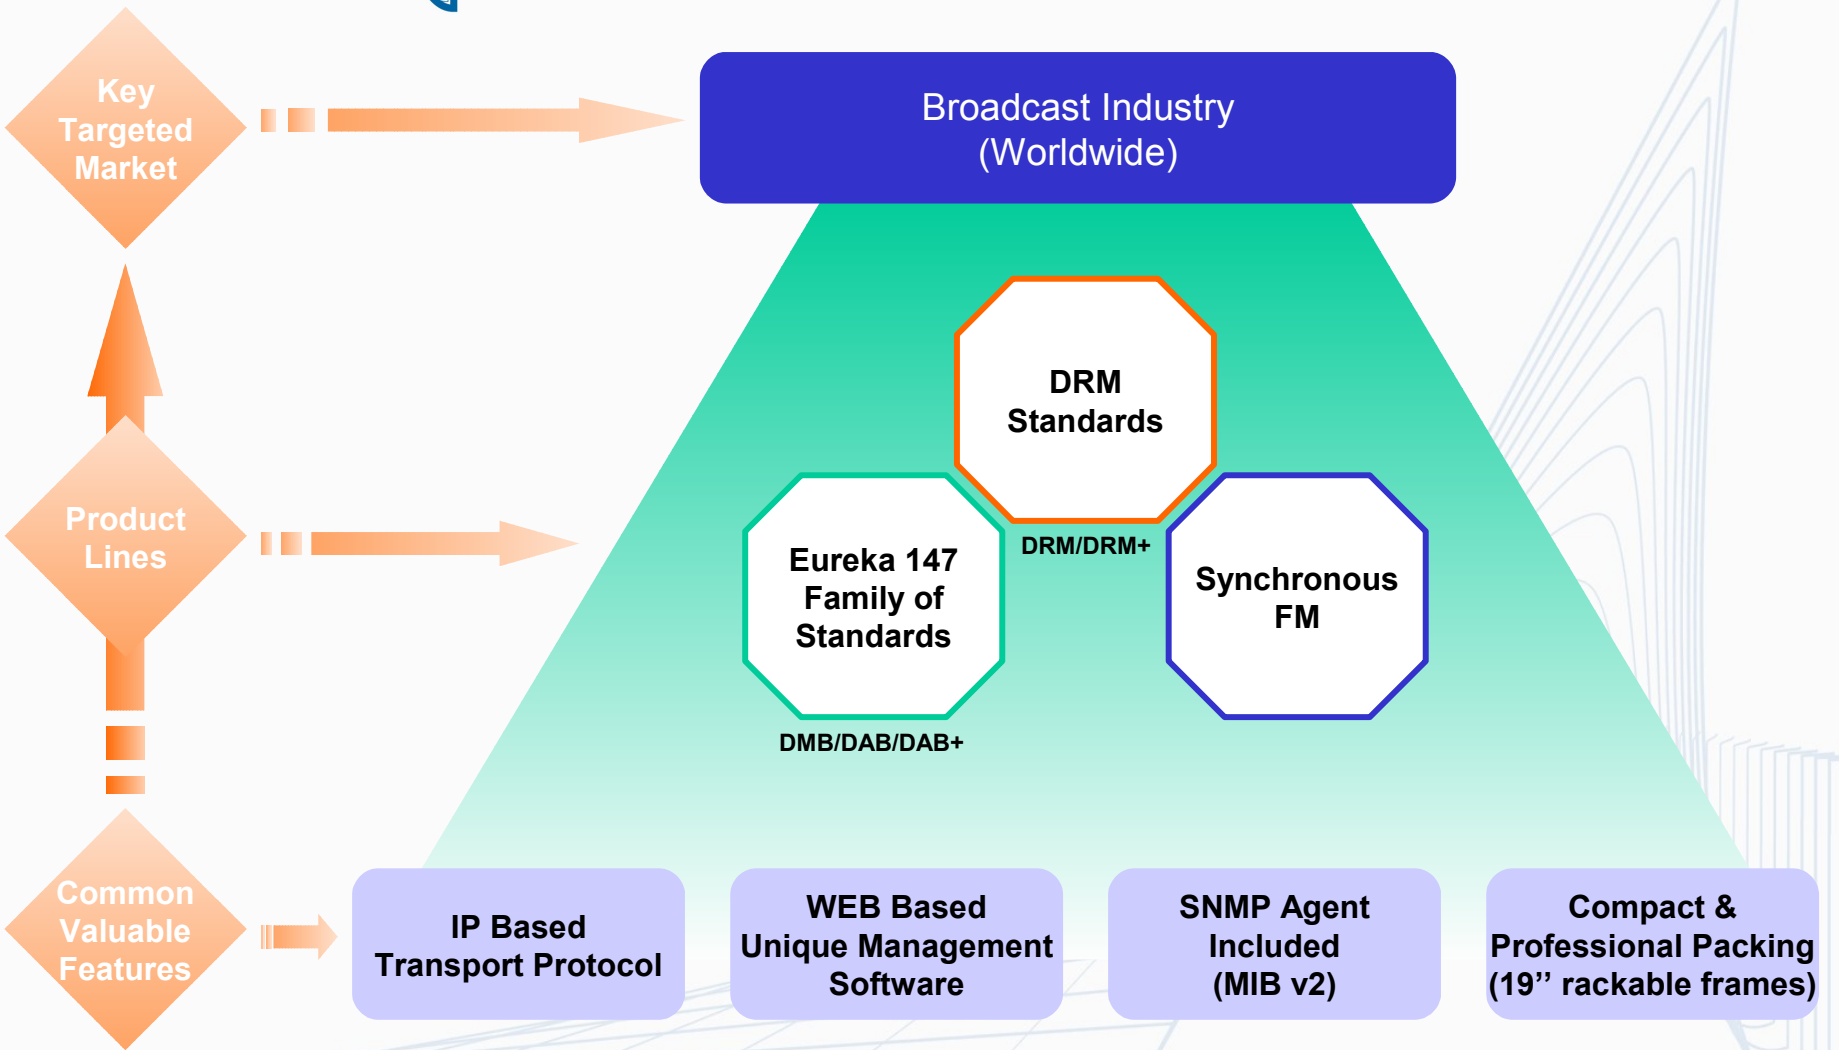 Key
Targeted
Market
Broadcast Industry
(Worldwide)
DRM
Standards
DRM/DRM+
Product
Lines
Eureka 147
Family of
Standards
DMB/DAB/DAB+
Synchronous
FM
Common
Valuable
Features
IP Based
Transport Protocol
WEB Based
Unique Management
Software
SNMP Agent
Included
(MIB v2)
Compact &
Professional Packing
(19’’ rackable frames)